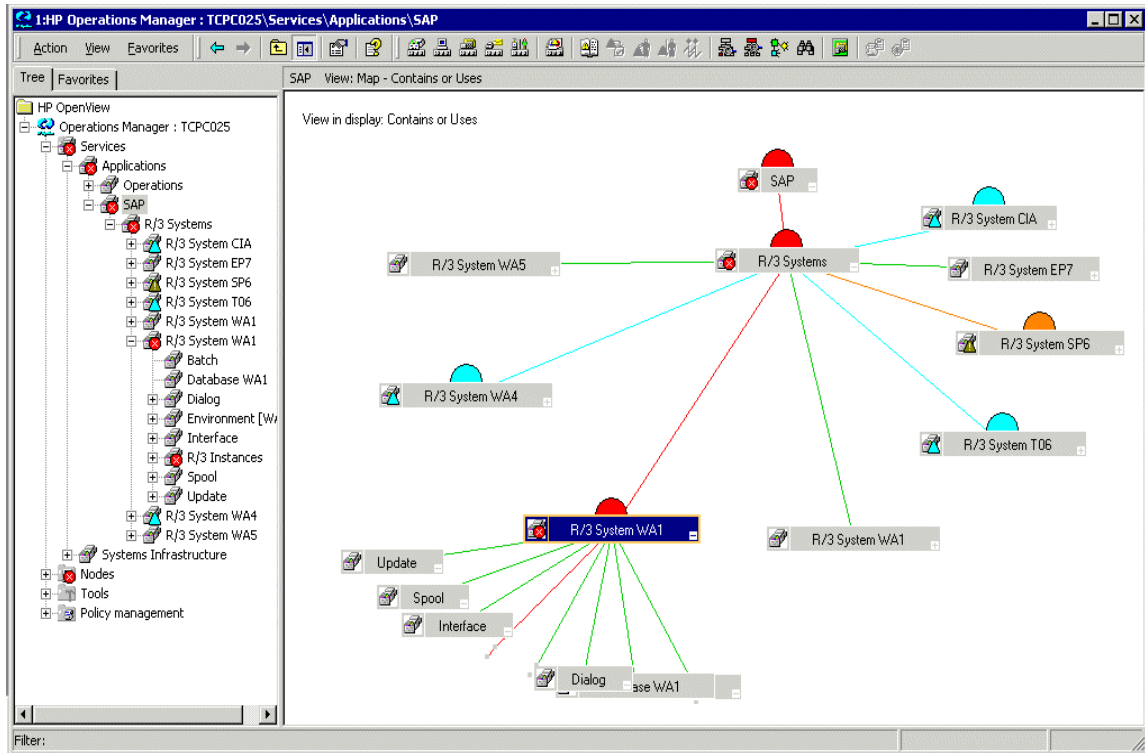 1:HP Operations Manager : TCPC025\Services\Applications\SAP
Action View Favorites
Tree Favorites
SAP View: Map - Contains or Uses
HP OpenView
Operations Manager : TCPC025
Services
Applications
Operations
SAP
R/3 Systems
R/3 System CIA
R/3 System EP7
R/3 System SP6
R/3 System T06
R/3 System WA1
R/3 System WA1
Batch
Database WA1
Dialog
Environment [WA
Interface
R/3 Instances
Spool
Update
R/3 System WA4
R/3 System WA5
Systems Infrastructure
Nodes
Tools
Policy management
View in display: Contains or Uses
SAP
R/3 System CIA
R/3 System WA5
R/3 Systems
R/3 System EP7
R/3 System SP6
R/3 System WA4
R/3 System T06
R/3 System WA1
R/3 System WA1
Update
Spool
Interface
Dialog
ase WA1
Filter: